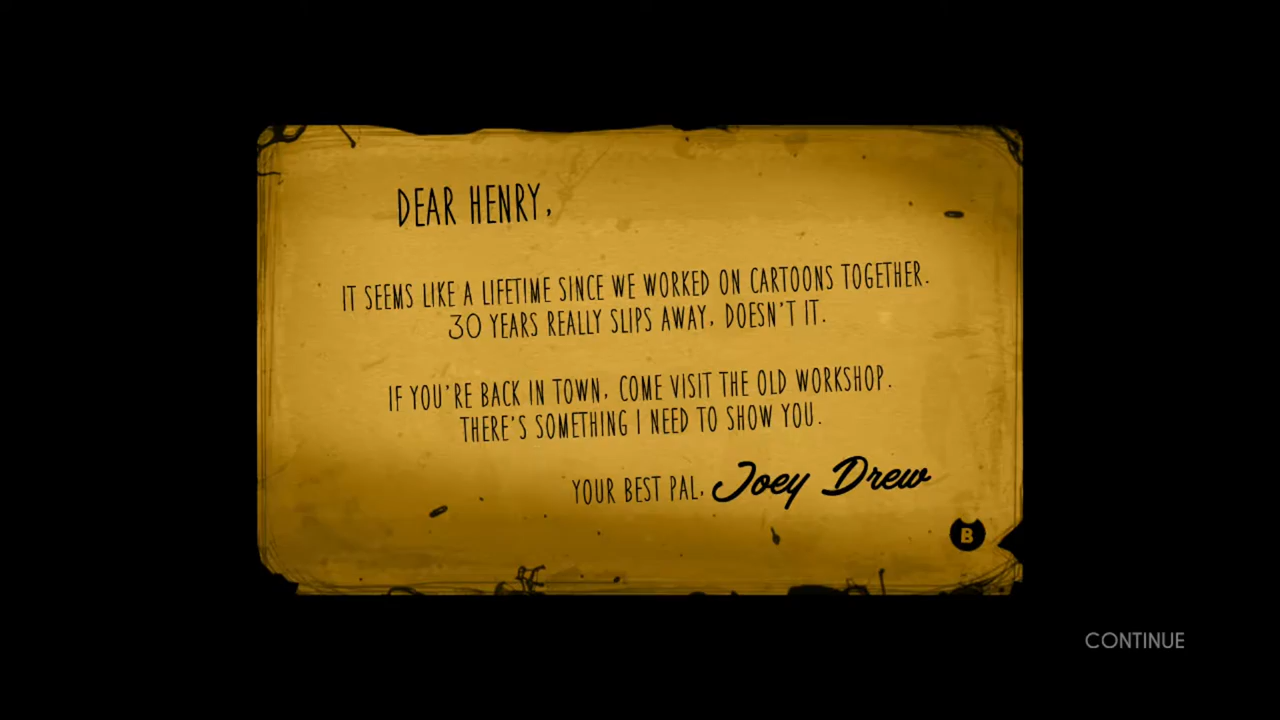 DEAR HENRY,
IT SEEMS LIKE A LIFETIME SINCE WE WORKED ON CARTOONS TOGETHER.
30 YEARS REALLY SLIPS AWAY, DOESN'T IT.
IF YOU'RE BACK IN TOWN, COME VISIT THE OLD WORKSHOP.
THERE'S SOMETHING I NEED TO SHOW YOU.
YOUR BEST PAL, Joey Drew
B
CONTINUE